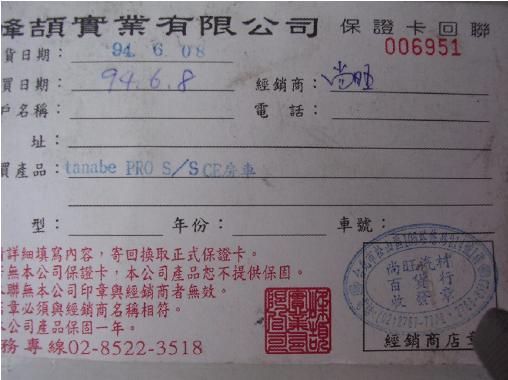 峰頡實業有限公司 保證卡回聯
006951
貨日期： 94. 6. 08
買日期： 94.6.8 經銷商： 尚旺
戶名稱： 電話：
址：
買產品： tanabe PRO S/S CE房車
型： 年份： 車號：
詳細填寫內容，寄回換取正式保證卡。
無本公司保證卡，本公司產品恕不提供保固。
聯無本公司印章與經銷商者無效。
章必須與經銷商名稱相符。
公司產品保固一年。
務專線02-8522-3518
尚旺汽材
百貨行
收發章
經銷商店章